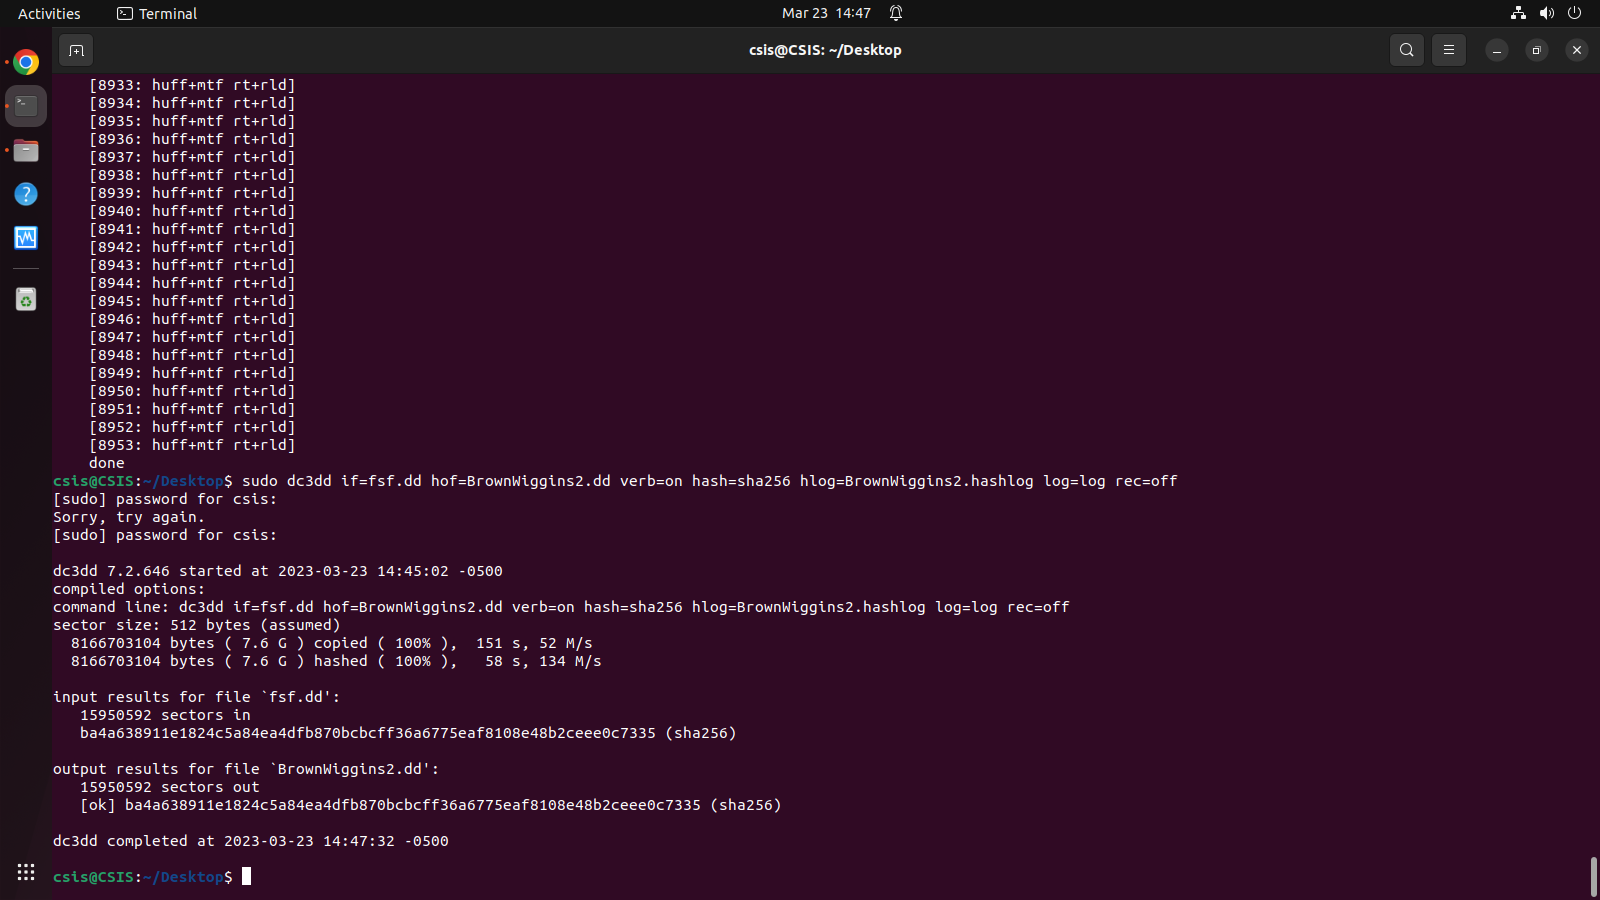 Activities
Terminal
Mar 23 14:47
csis@CSIS: ~/Desktop
[8933: huff+mtf rt+rld]
[8934: huff+mtf rt+rld]
[8935: huff+mtf rt+rld]
[8936: huff+mtf rt+rld]
[8937: huff+mtf rt+rld]
[8938: huff+mtf rt+rld]
[8939: huff+mtf rt+rld]
[8940: huff+mtf rt+rld]
[8941: huff+mtf rt+rld]
[8942: huff+mtf rt+rld]
[8943: huff+mtf rt+rld]
[8944: huff+mtf rt+rld]
[8945: huff+mtf rt+rld]
[8946: huff+mtf rt+rld]
[8947: huff+mtf rt+rld]
[8948: huff+mtf rt+rld]
[8949: huff+mtf rt+rld]
[8950: huff+mtf rt+rld]
[8951: huff+mtf rt+rld]
[8952: huff+mtf rt+rld]
[8953: huff+mtf rt+rld]
done
csis@CSIS:~/Desktop$ sudo dc3dd if=fsf.dd hof=BrownWiggins2.dd verb=on hash=sha256 hlog=BrownWiggins2.hashlog log=log rec=off
[sudo] password for csis:
Sorry, try again.
[sudo] password for csis:
dc3dd 7.2.646 started at 2023-03-23 14:45:02 -0500
compiled options:
command line: dc3dd if=fsf.dd hof=BrownWiggins2.dd verb=on hash=sha256 hlog=BrownWiggins2.hashlog log=log rec=off
sector size: 512 bytes (assumed)
8166703104 bytes ( 7.6 G ) copied ( 100% ), 151 s, 52 M/s
8166703104 bytes ( 7.6 G ) hashed ( 100% ), 58 s, 134 M/s
input results for file `fsf.dd':
15950592 sectors in
ba4a638911e1824c5a84ea4dfb870bcbcff36a6775eaf8108e48b2ceee0c7335 (sha256)
output results for file `BrownWiggins2.dd':
15950592 sectors out
[ok] ba4a638911e1824c5a84ea4dfb870bcbcff36a6775eaf8108e48b2ceee0c7335 (sha256)
dc3dd completed at 2023-03-23 14:47:32 -0500
csis@CSIS:~/Desktop$